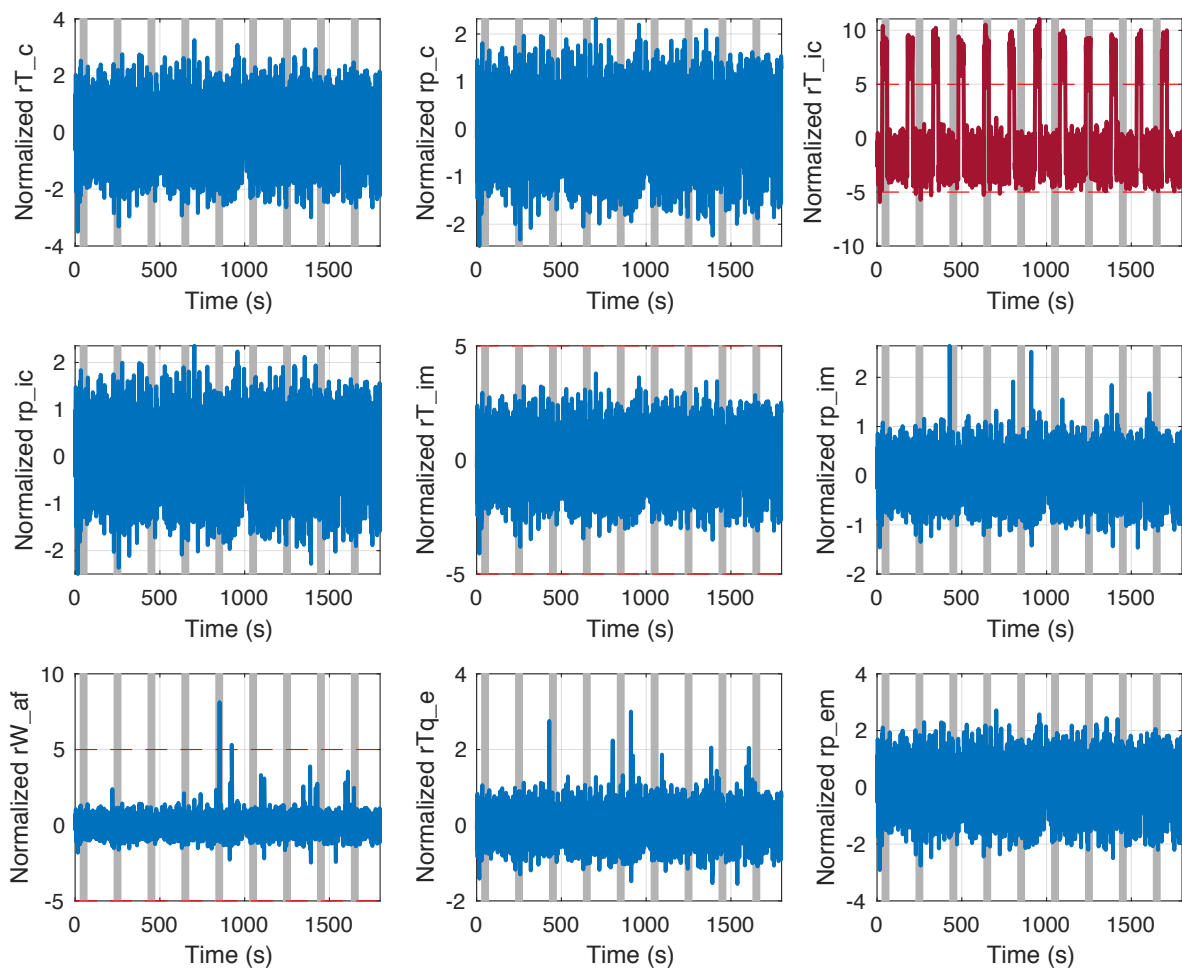 4
2
0
-2
-4
Normalized rT_c
0 500 1000 1500
Time (s)
2
1
0
-1
-2
Normalized rp_c
0 500 1000 1500
Time (s)
10
5
0
-5
-10
Normalized rT_ic
0 500 1000 1500
Time (s)
2
1
0
-1
-2
Normalized rp_ic
0 500 1000 1500
Time (s)
5
0
-5
Normalized rT_im
0 500 1000 1500
Time (s)
2
1
0
-1
-2
Normalized rp_im
0 500 1000 1500
Time (s)
10
5
0
-5
Normalized rW_af
0 500 1000 1500
Time (s)
4
2
0
-2
Normalized rTq_e
0 500 1000 1500
Time (s)
4
2
0
-2
-4
Normalized rp_em
0 500 1000 1500
Time (s)